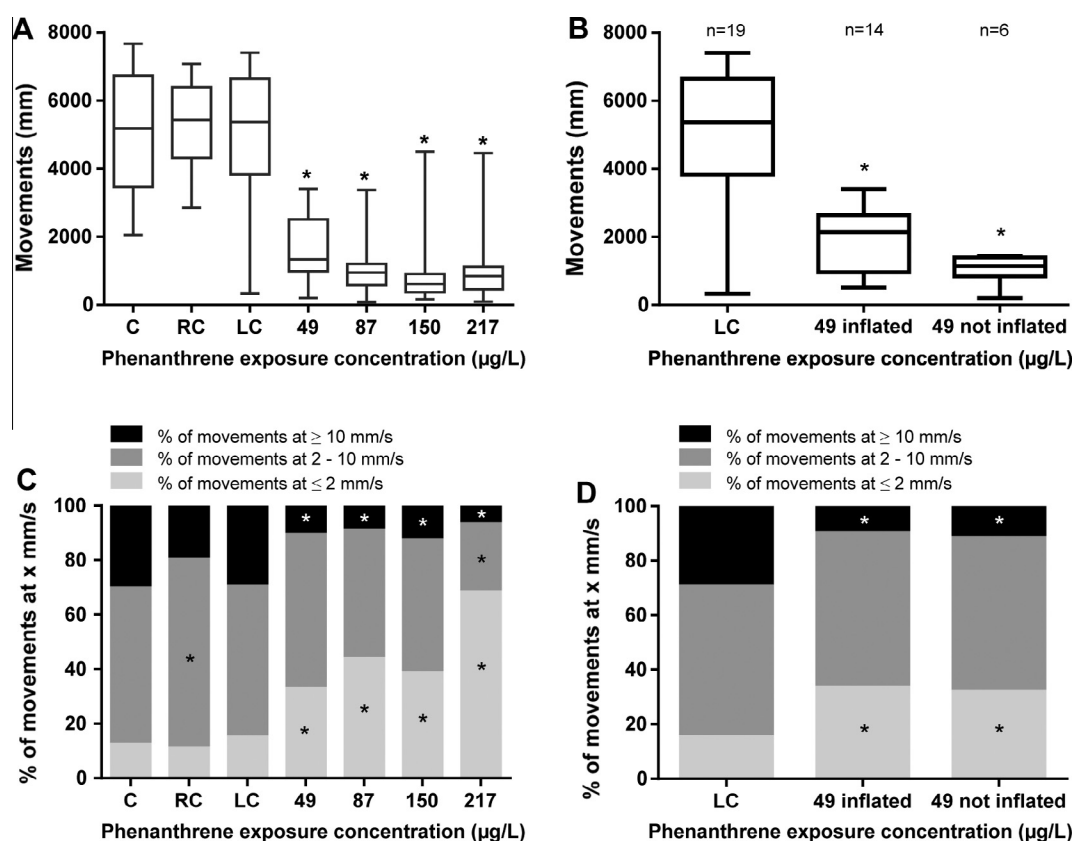 A
8000
6000
4000
2000
0
Movements (mm)
* * * *
C RC LC 49 87 150 217
Phenanthrene exposure concentration (µg/L)
B
n=19 n=14 n=6
8000
6000
4000
2000
0
Movements (mm)
* *
LC 49 inflated 49 not inflated
Phenanthrene exposure concentration (µg/L)
C
% of movements at ≥ 10 mm/s
% of movements at 2 - 10 mm/s
% of movements at ≤ 2 mm/s
100
80
60
40
20
0
% of movements at x mm/s
* * * *
* *
* * * *
C RC LC 49 87 150 217
Phenanthrene exposure concentration (µg/L)
D
% of movements at ≥ 10 mm/s
% of movements at 2 - 10 mm/s
% of movements at ≤ 2 mm/s
100
80
60
40
20
0
% of movements at x mm/s
* *
* *
LC 49 inflated 49 not inflated
Phenanthrene exposure concentration (µg/L)